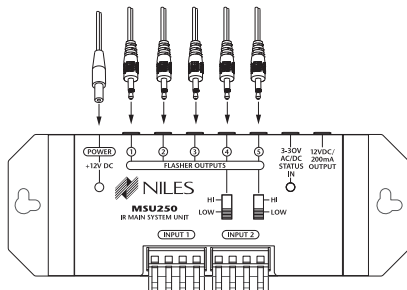 POWER
+12V DC
1 2 3 4 5
FLASHER OUTPUTS
3-30V
AC/DC
STATUS
IN
12VDC/
200mA
OUTPUT
NILES
MSU250
IR MAIN SYSTEM UNIT
HI
LOW
HI
LOW
INPUT 1
INPUT 2